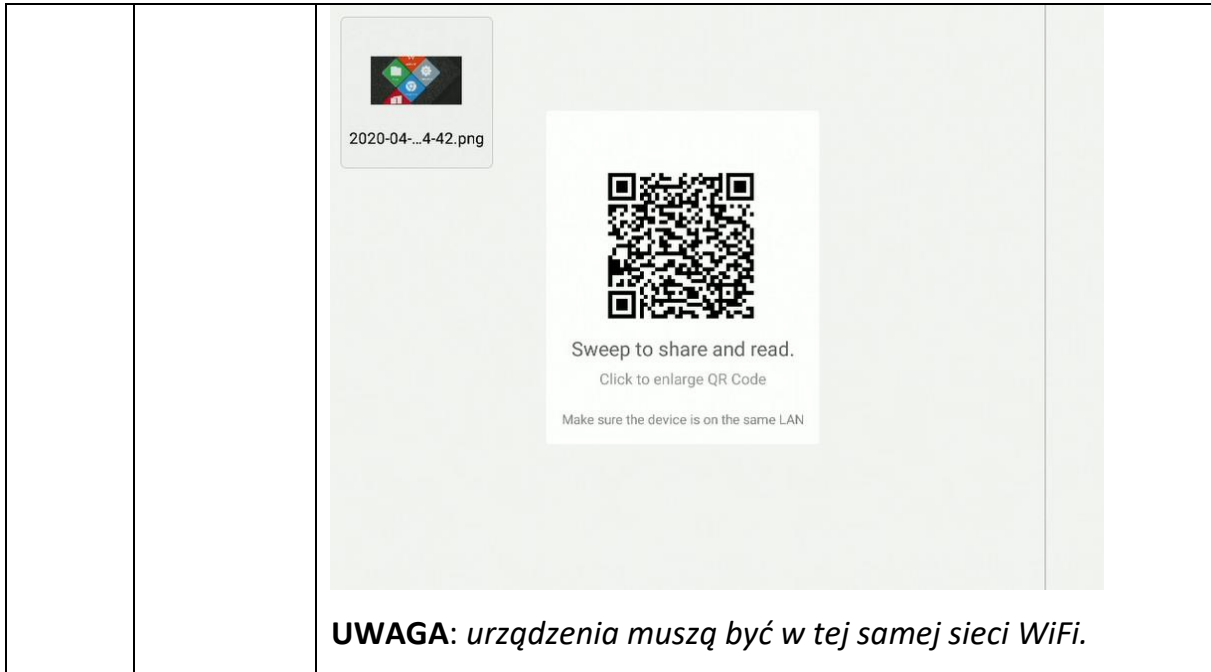 2020-04-...4-42.png
Sweep to share and read.
Click to enlarge QR Code
Make sure the device is on the same LAN
UWAGA: urządzenia muszą być w tej samej sieci WiFi.